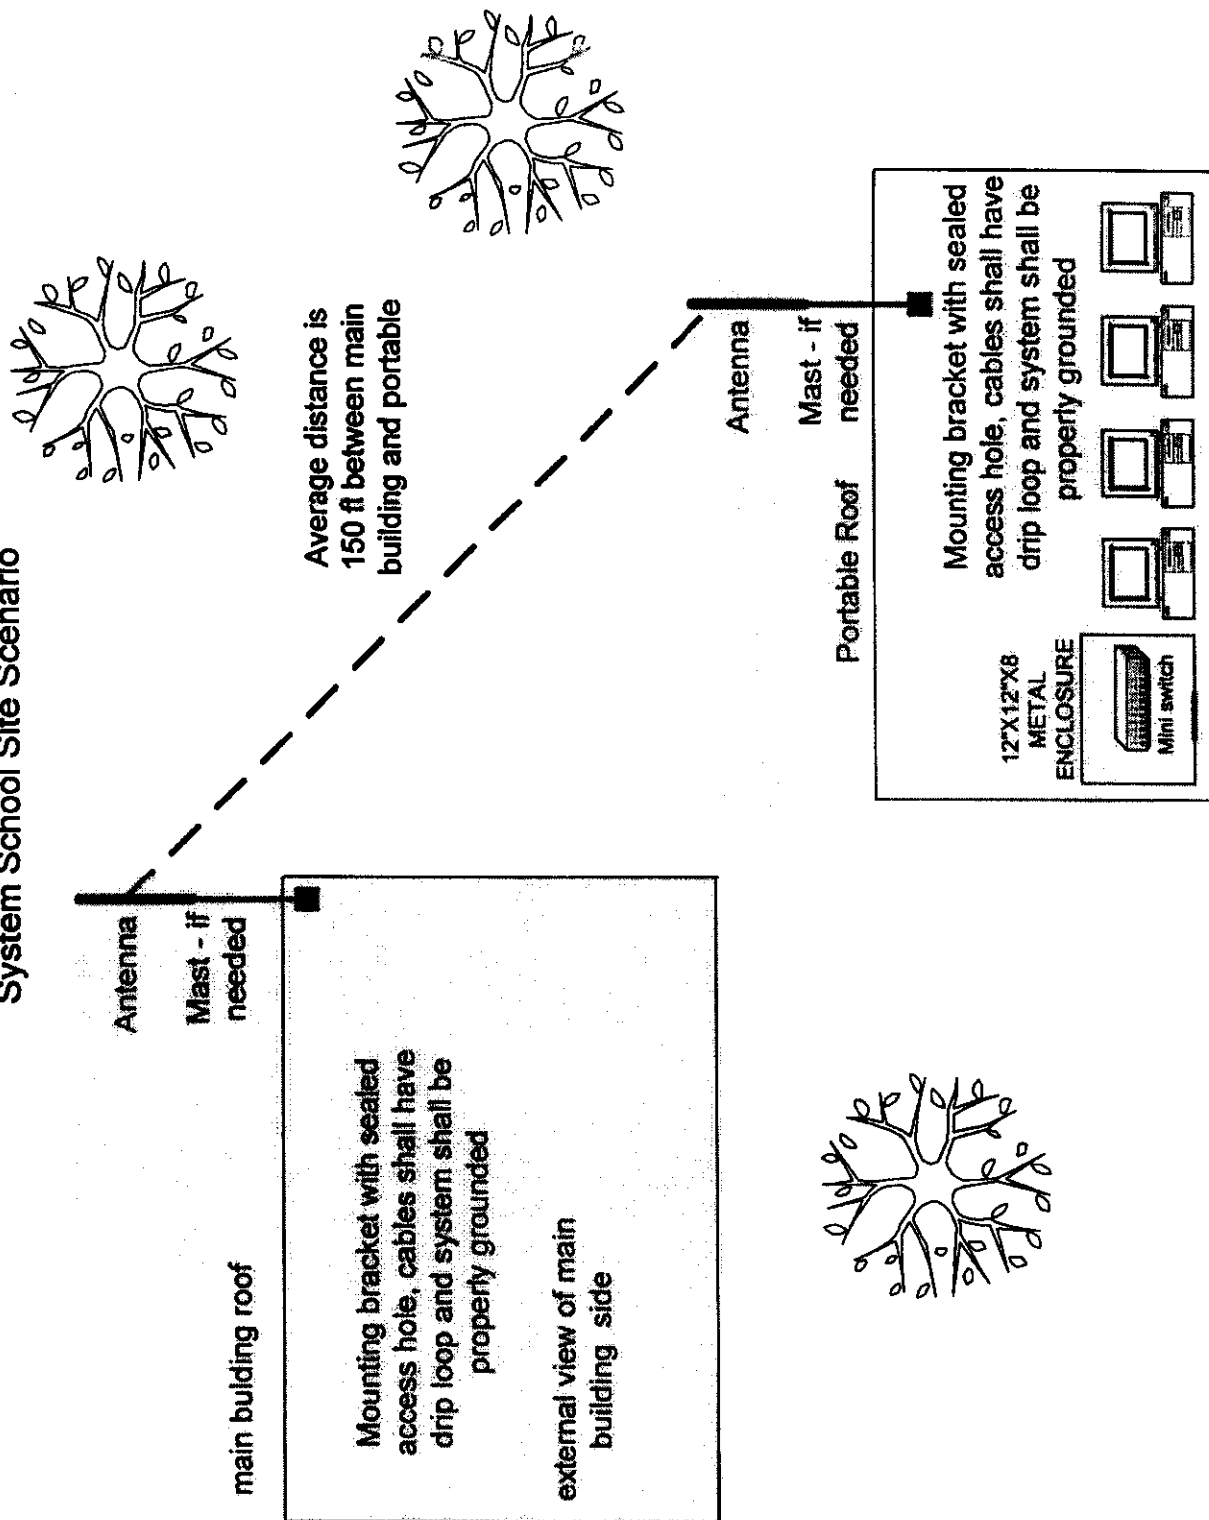 System School Site Scenario
Antenna
Mast - if
needed
main bulding roof
Mounting bracket with sealed
access hole, cables shall have
drip loop and system shall be
properly grounded
external view of main
building side
Average distance is
150 ft between main
building and portable
Antenna
Mast - if
needed
Portable Roof
Mounting bracket with sealed
access hole, cables shall have
drip loop and system shall be
properly grounded
12"X12"X8
METAL
ENCLOSURE
Mini switch